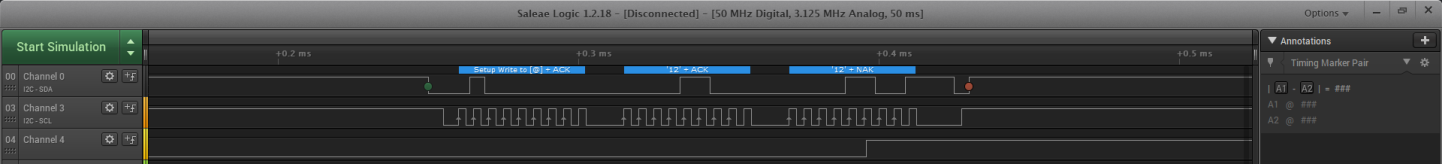 Saleae Logic 1.2.18 - [Disconnected] - [50 MHz Digital, 3.125 MHz Analog, 50 ms]
Options
Start Simulation
+0.2 ms
+0.3 ms
+0.4 ms
+0.5 ms
Annotations
00 Channel 0
I2C - SDA
Setup Write to [@] + ACK
'12' + ACK
'12' + NAK
Timing Marker Pair
| A1 - A2 | = ###
A1 @ ###
A2 @ ###
03 Channel 3
I2C - SCL
04 Channel 4